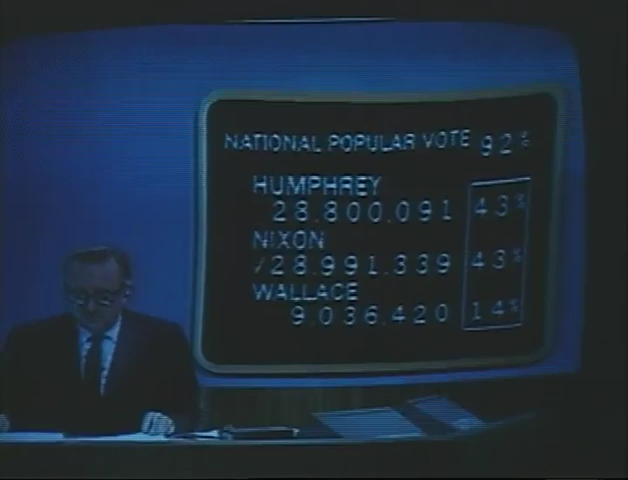 NATIONAL POPULAR VOTE 92%
HUMPHREY
28.800.091 43%
NIXON
✓28.991.339 43%
WALLACE
9.036.420 14%